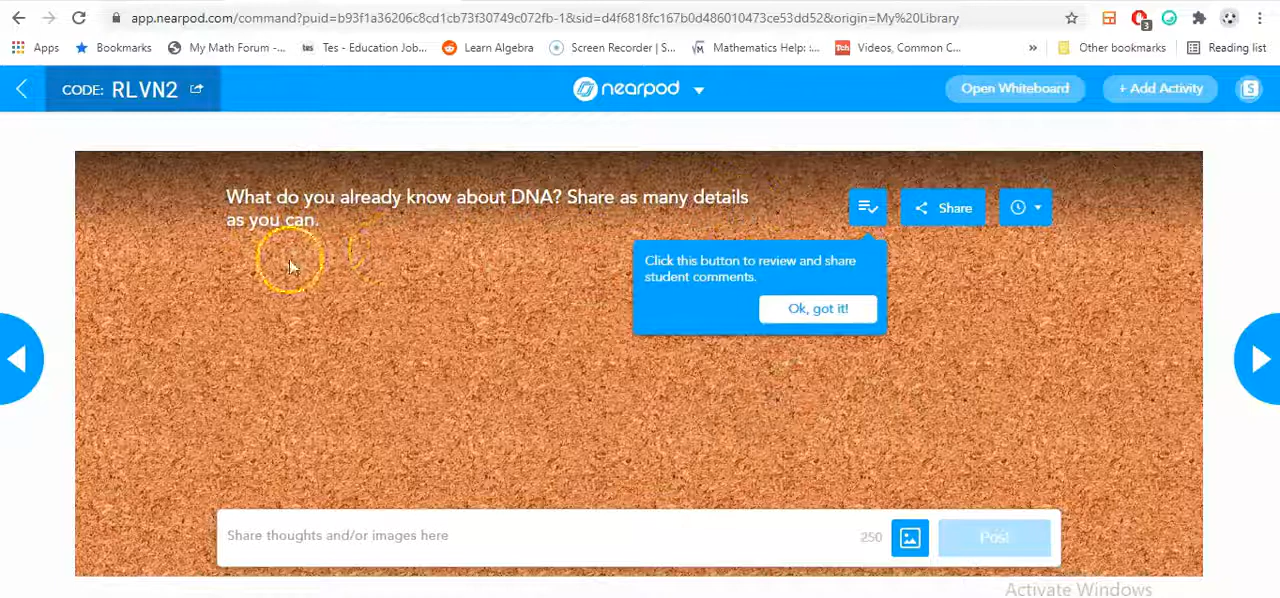 app.nearpod.com/command?puid=b93f1a36206c8cd1cb73f30749c072fb-1&sid=d4f6818fc167b0d486010473ce53dd52&origin=My%20Library
3
Apps Bookmarks My Math Forum -... tes Tes - Education Job... Learn Algebra Screen Recorder | S... Mathematics Help: :... Tch Videos, Common C... » Other bookmarks Reading list
CODE: RLVN2 nearpod Open Whiteboard + Add Activity S
What do you already know about DNA? Share as many details
as you can.
Share
Click this button to review and share
student comments.
Ok, got it!
Share thoughts and/or images here 250 Post
Activate Windows